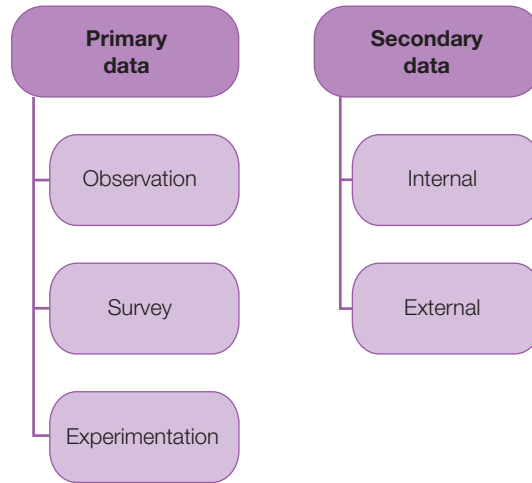 Primary
data
Observation
Survey
Experimentation
Secondary
data
Internal
External